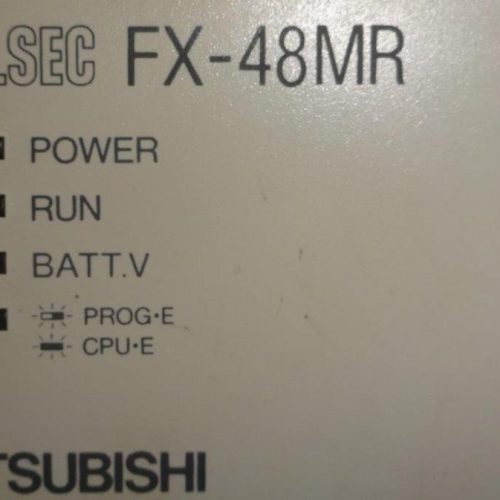 LSEC FX-48MR
POWER
RUN
BATT.V
PROG·E
CPU·E
TSUBISHI